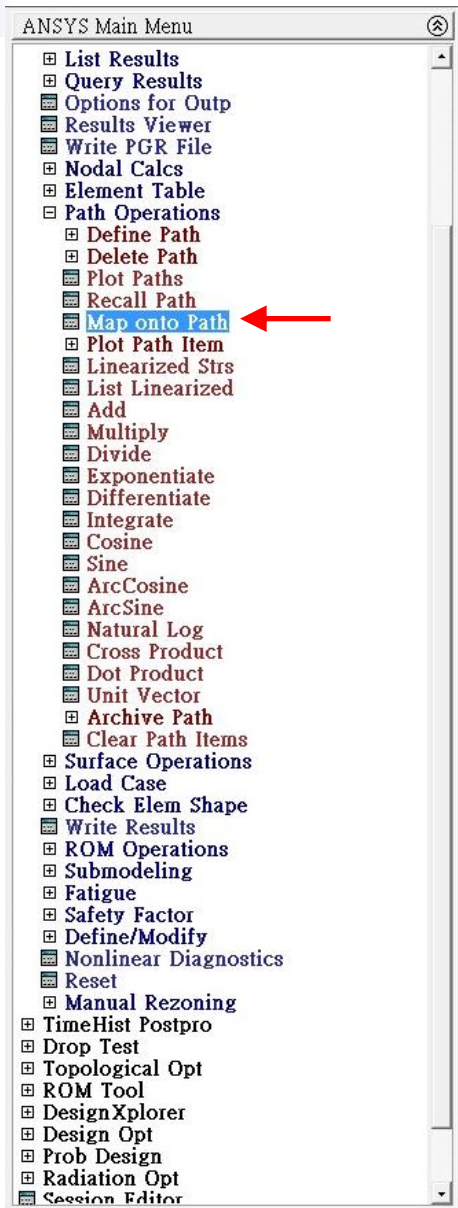 ANSYS Main Menu
List Results
Query Results
Options for Outp
Results Viewer
Write PGR File
Nodal Calcs
Element Table
Path Operations
Define Path
Delete Path
Plot Paths
Recall Path
Map onto Path
Plot Path Item
Linearized Strs
List Linearized
Add
Multiply
Divide
Exponentiate
Differentiate
Integrate
Cosine
Sine
ArcCosine
ArcSine
Natural Log
Cross Product
Dot Product
Unit Vector
Archive Path
Clear Path Items
Surface Operations
Load Case
Check Elem Shape
Write Results
ROM Operations
Submodeling
Fatigue
Safety Factor
Define/Modify
Nonlinear Diagnostics
Reset
Manual Rezoning
TimeHist Postpro
Drop Test
Topological Opt
ROM Tool
DesignXplorer
Design Opt
Prob Design
Radiation Opt
Session Editor